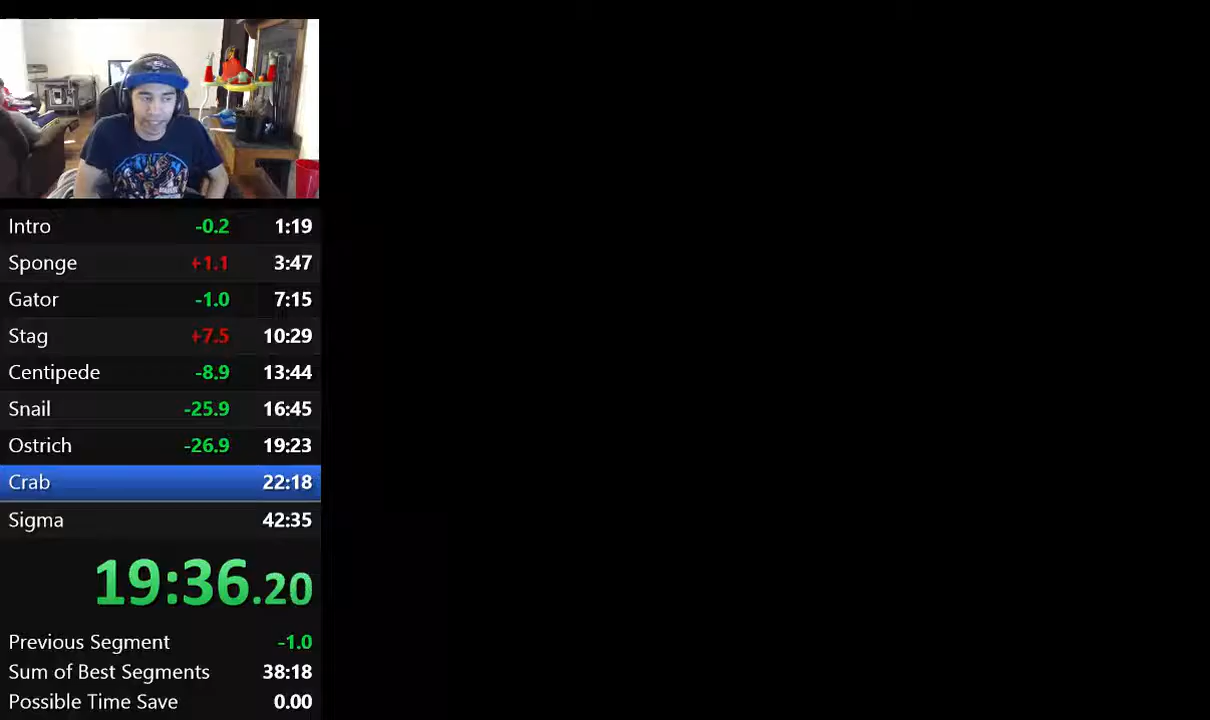 Intro -0.2 1:19
Sponge +1.1 3:47
Gator -1.0 7:15
Stag +7.5 10:29
Centipede -8.9 13:44
Snail -25.9 16:45
Ostrich -26.9 19:23
Crab 22:18
Sigma 42:35
19:36.20
Previous Segment -1.0
Sum of Best Segments 38:18
Possible Time Save 0.00